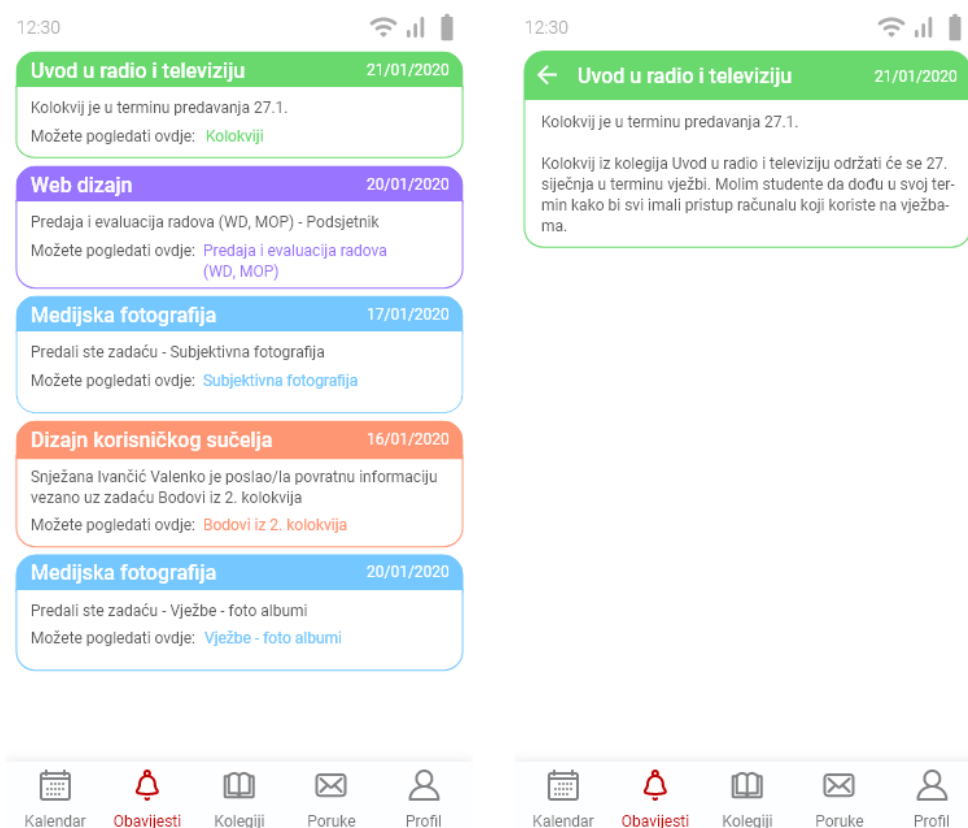 12:30
Uvod u radio i televiziju 21/01/2020
Kolokvij je u terminu predavanja 27.1.
Možete pogledati ovdje: Kolokviji
Web dizajn 20/01/2020
Predaja i evaluacija radova (WD, MOP) - Podsjetnik
Možete pogledati ovdje: Predaja i evaluacija radova
(WD, MOP)
Medijska fotografija 17/01/2020
Predali ste zadaću - Subjektivna fotografija
Možete pogledati ovdje: Subjektivna fotografija
Dizajn korisničkog sučelja 16/01/2020
Snježana Ivančić Valenko je poslao/la povratnu informaciju
vezano uz zadaću Bodovi iz 2. kolokvija
Možete pogledati ovdje: Bodovi iz 2. kolokvija
Medijska fotografija 20/01/2020
Predali ste zadaću - Vježbe - foto albumi
Možete pogledati ovdje: Vježbe - foto albumi
Kalendar Obavijesti Kolegiji Poruke Profil
12:30
Uvod u radio i televiziju 21/01/2020
Kolokvij je u terminu predavanja 27.1.
Kolokvij iz kolegija Uvod u radio i televiziju održati će se 27.
siječnja u terminu vježbi. Molim studente da dođu u svoj ter-
min kako bi svi imali pristup računalu koji koriste na vježba-
ma.
Kalendar Obavijesti Kolegiji Poruke Profil